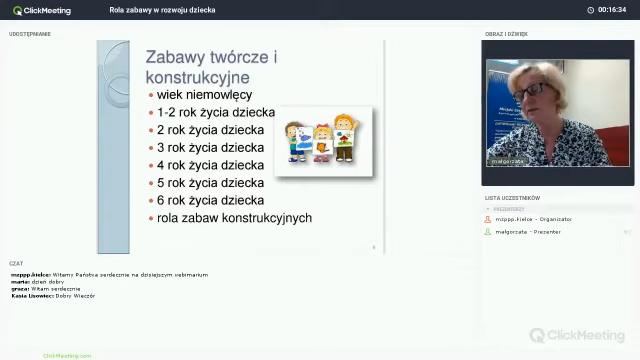 ClickMeeting
Rola zabawy w rozwoju dziecka
00:16:34
UDOSTĘPNIANIE
Zabawy twórcze i
konstrukcyjne
wiek niemowlęcy
1-2 rok życia dziecka
2 rok życia dziecka
3 rok życia dziecka
4 rok życia dziecka
5 rok życia dziecka
6 rok życia dziecka
rola zabaw konstrukcyjnych
OBRAZ I DŹWIĘK
małgorzata
LISTA UCZESTNIKÓW
PREZENTERZY
mzppp.kielce - Organizator
małgorzata - Prezenter
CZAT
mzppp.kielce: Witamy Państwa serdecznie na dzisiejszym webinarium
maria: dzień dobry
graza: Witam serdecznie
Kasia Lisowiec: Dobry Wieczór
ClickMeeting.com
ClickMeeting